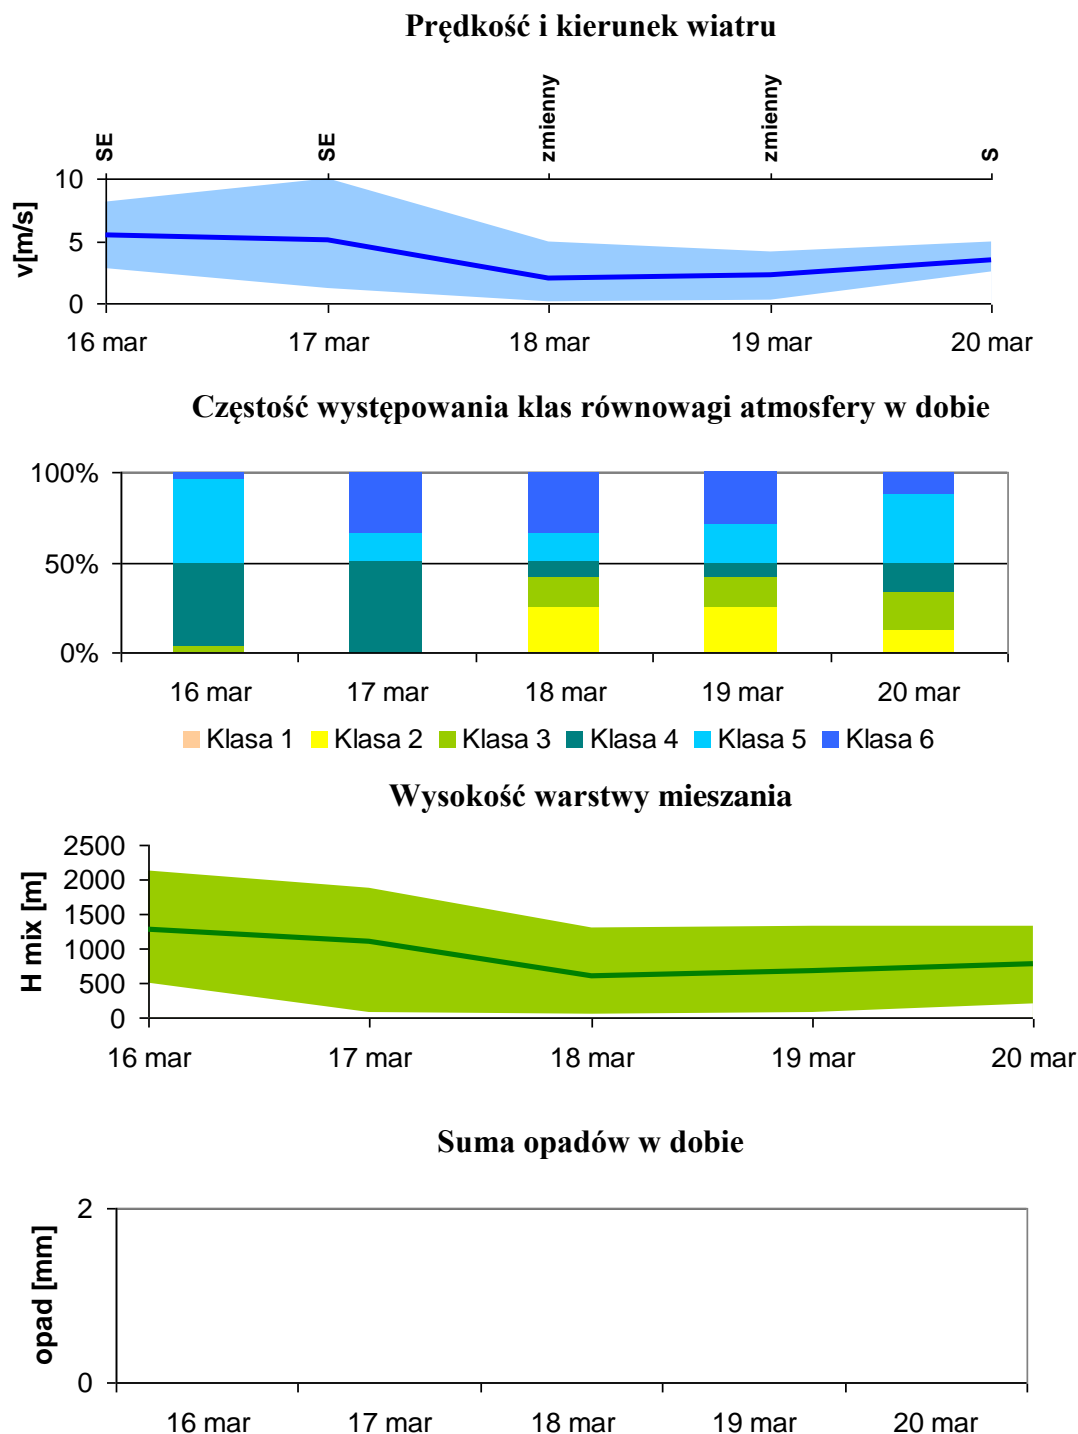 Prędkość i kierunek wiatru
SE SE zmienny zmienny S
v[m/s]
10
5
0
16 mar 17 mar 18 mar 19 mar 20 mar
Częstość występowania klas równowagi atmosfery w dobie
100%
50%
0%
16 mar 17 mar 18 mar 19 mar 20 mar
Klasa 1 Klasa 2 Klasa 3 Klasa 4 Klasa 5 Klasa 6
Wysokość warstwy mieszania
H mix [m]
2500
2000
1500
1000
500
0
16 mar 17 mar 18 mar 19 mar 20 mar
Suma opadów w dobie
opad [mm]
2
0
16 mar 17 mar 18 mar 19 mar 20 mar